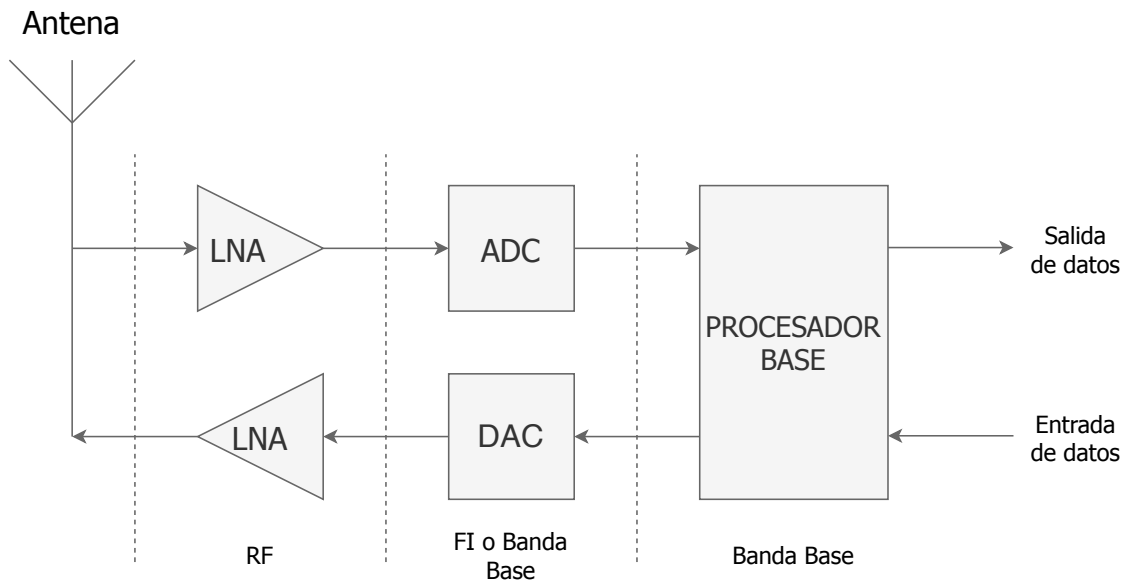 Antena
LNA
ADC
PROCESADOR
BASE
Salida
de datos
LNA
DAC
Entrada
de datos
RF
FI o Banda
Base
Banda Base